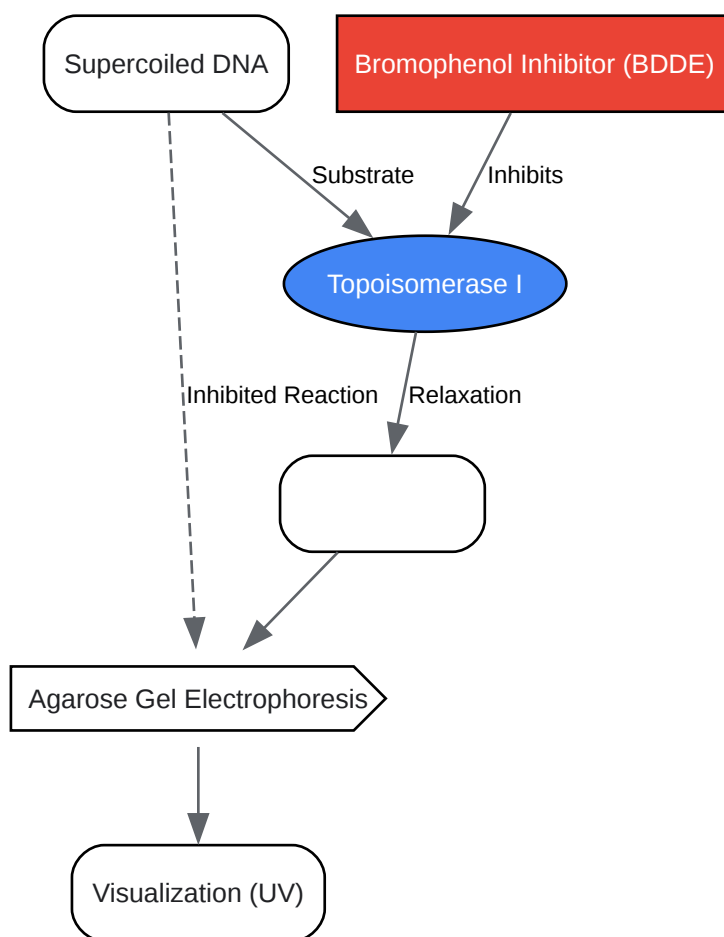 Supercoiled DNA
Bromophenol Inhibitor (BDDE)
Substrate
Inhibits
Topoisomerase I
Inhibited Reaction
Relaxation
Agarose Gel Electrophoresis
Visualization (UV)